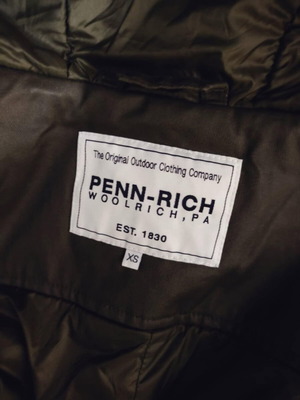 The Original Outdoor Clothing Company
PENN-RICH
WOOLRICH, PA
EST. 1830
XS